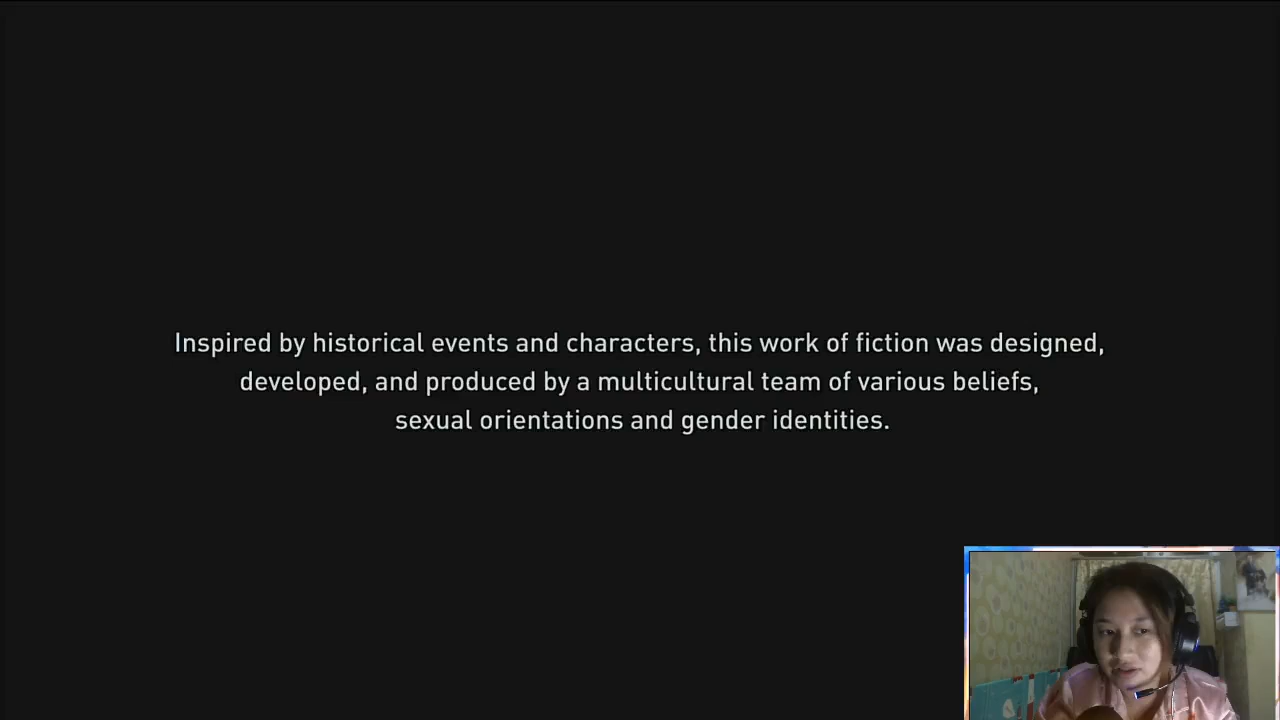 Inspired by historical events and characters, this work of fiction was designed,
developed, and produced by a multicultural team of various beliefs,
sexual orientations and gender identities.